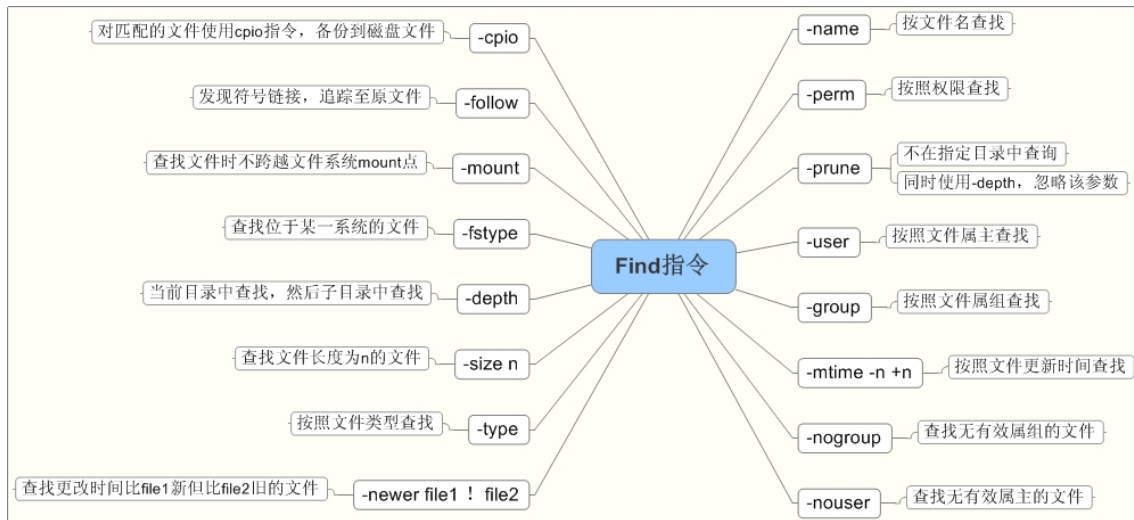 Find指令
-cpio
对匹配的文件使用cpio指令，备份到磁盘文件
-follow
发现符号链接，追踪至原文件
-mount
查找文件时不跨越文件系统mount点
-fstype
查找位于某一系统的文件
-depth
当前目录中查找，然后子目录中查找
-size n
查找文件长度为n的文件
-type
按照文件类型查找
-newer file1 ！ file2
查找更改时间比file1新但比file2旧的文件
-name
按文件名查找
-perm
按照权限查找
-prune
不在指定目录中查询
同时使用-depth，忽略该参数
-user
按照文件属主查找
-group
按照文件属组查找
-mtime -n +n
按照文件更新时间查找
-nogroup
查找无有效属组的文件
-nouser
查找无有效属主的文件